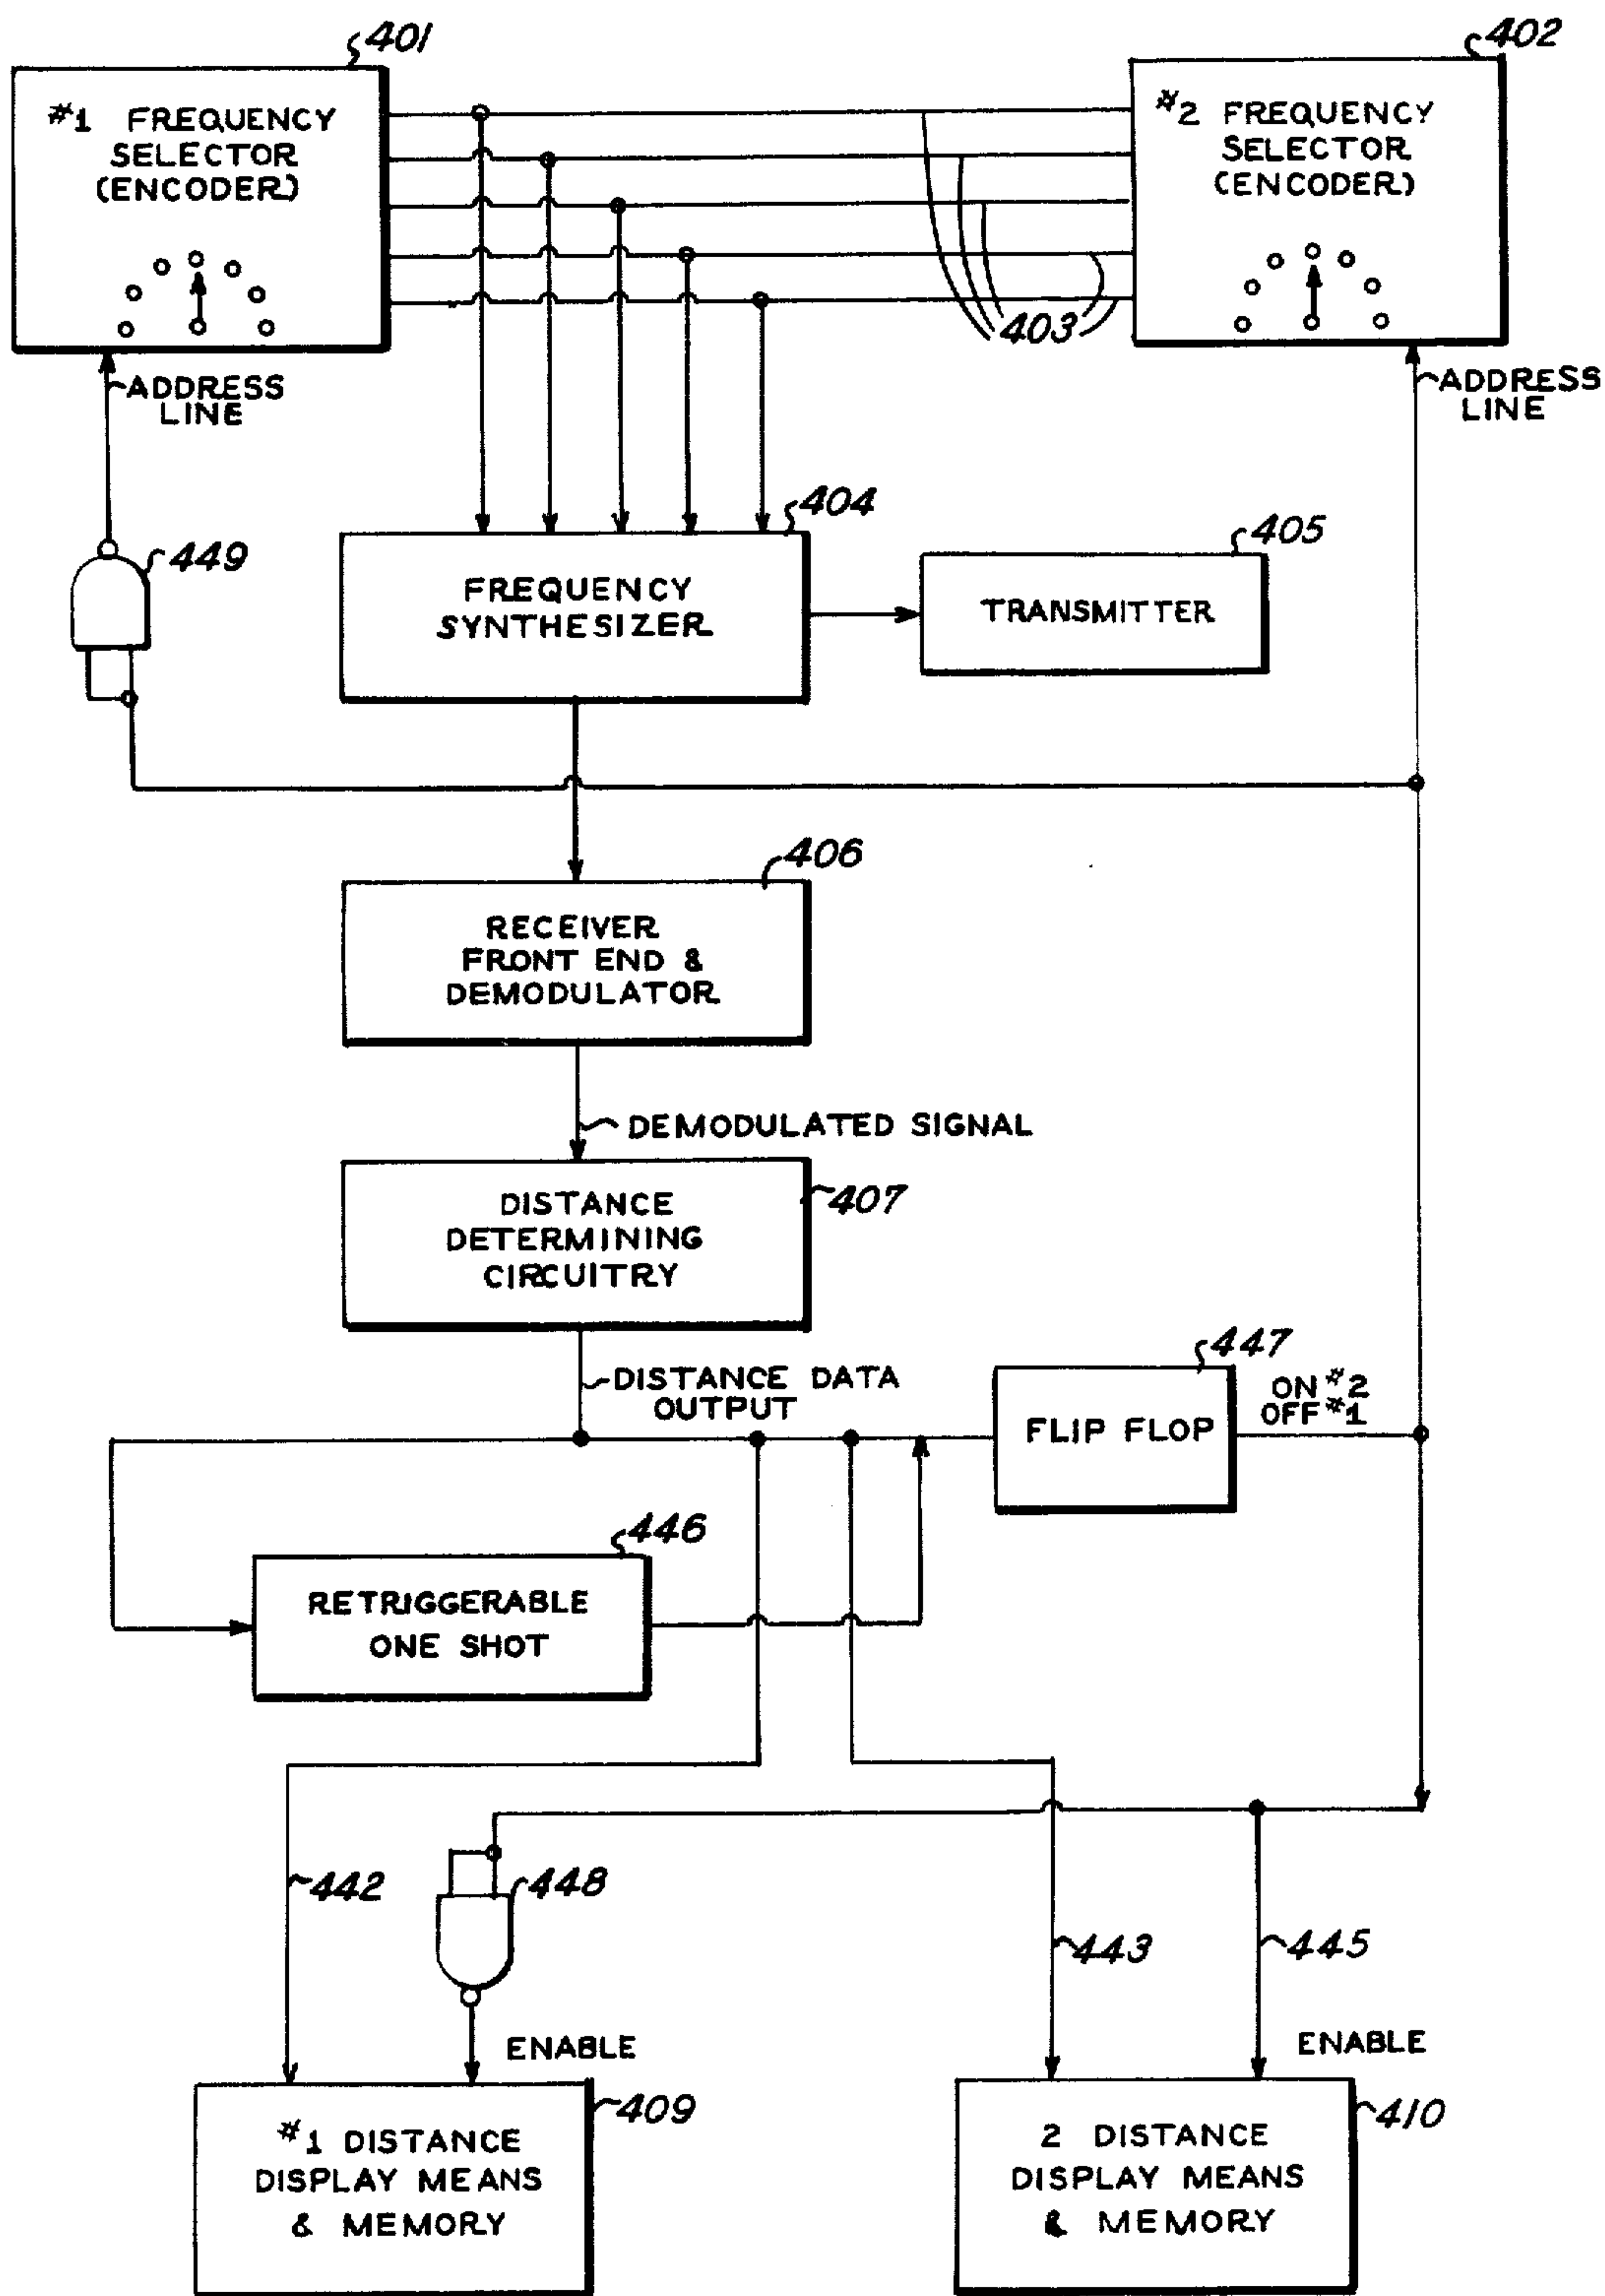 401
#1 FREQUENCY
SELECTOR
(ENCODER)
402
#2 FREQUENCY
SELECTOR
(ENCODER)
403
ADDRESS
LINE
ADDRESS
LINE
449
404
FREQUENCY
SYNTHESIZER
405
TRANSMITTER
406
RECEIVER
FRONT END &
DEMODULATOR
DEMODULATED SIGNAL
407
DISTANCE
DETERMINING
CIRCUITRY
DISTANCE DATA
OUTPUT
447
FLIP FLOP
ON #2
OFF #1
446
RETRIGGERABLE
ONE SHOT
442
448
443
445
ENABLE
ENABLE
409
#1 DISTANCE
DISPLAY MEANS
& MEMORY
410
2 DISTANCE
DISPLAY MEANS
& MEMORY